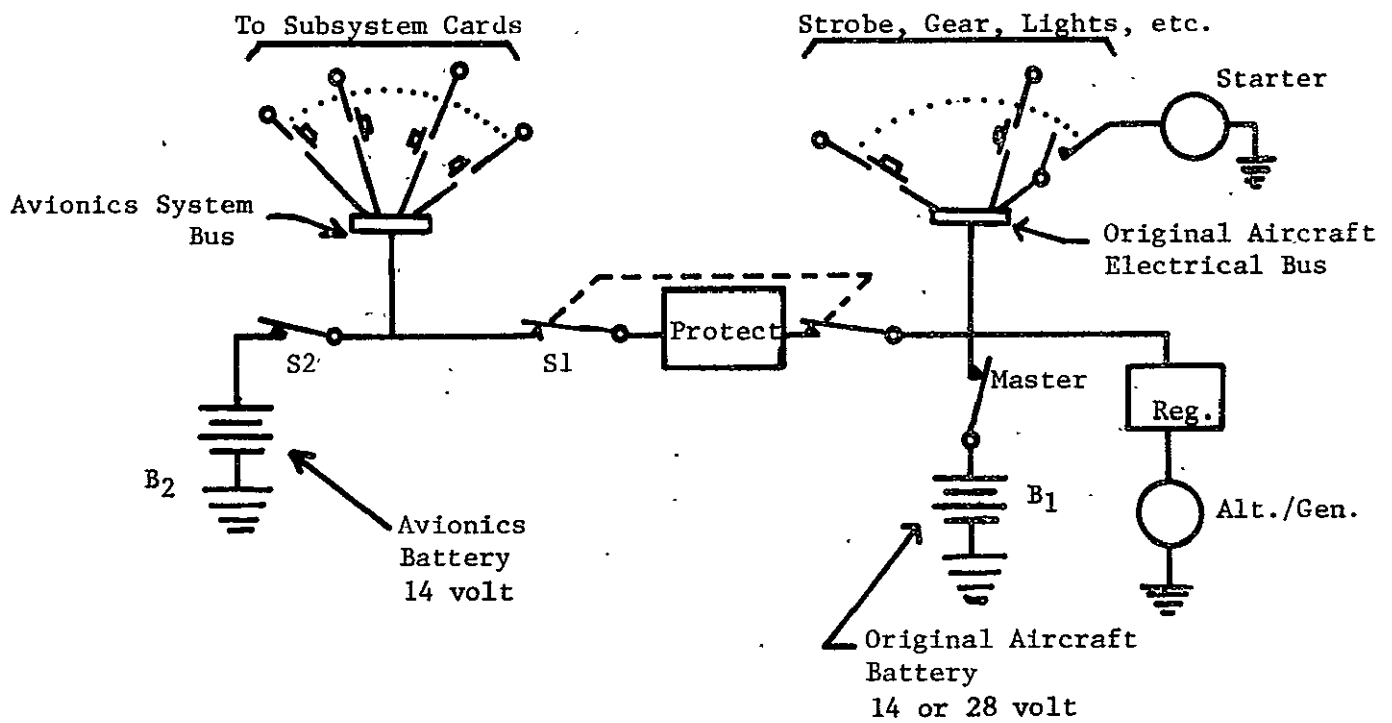 To Subsystem Cards
Strobe, Gear, Lights, etc.
Starter
Avionics System
Bus
Original Aircraft
Electrical Bus
S2
S1
Protect
Master
Reg.
B2
B1
Alt./Gen.
Avionics
Battery
14 volt
Original Aircraft
Battery
14 or 28 volt